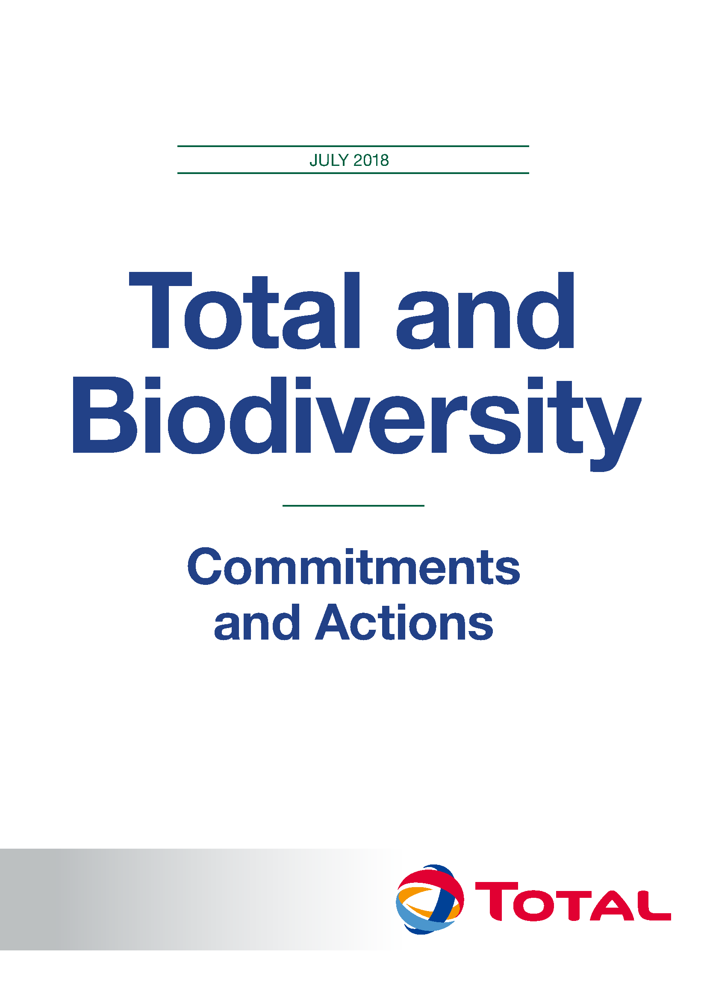 JULY 2018
Total and
Biodiversity
Commitments
and Actions
TOTAL